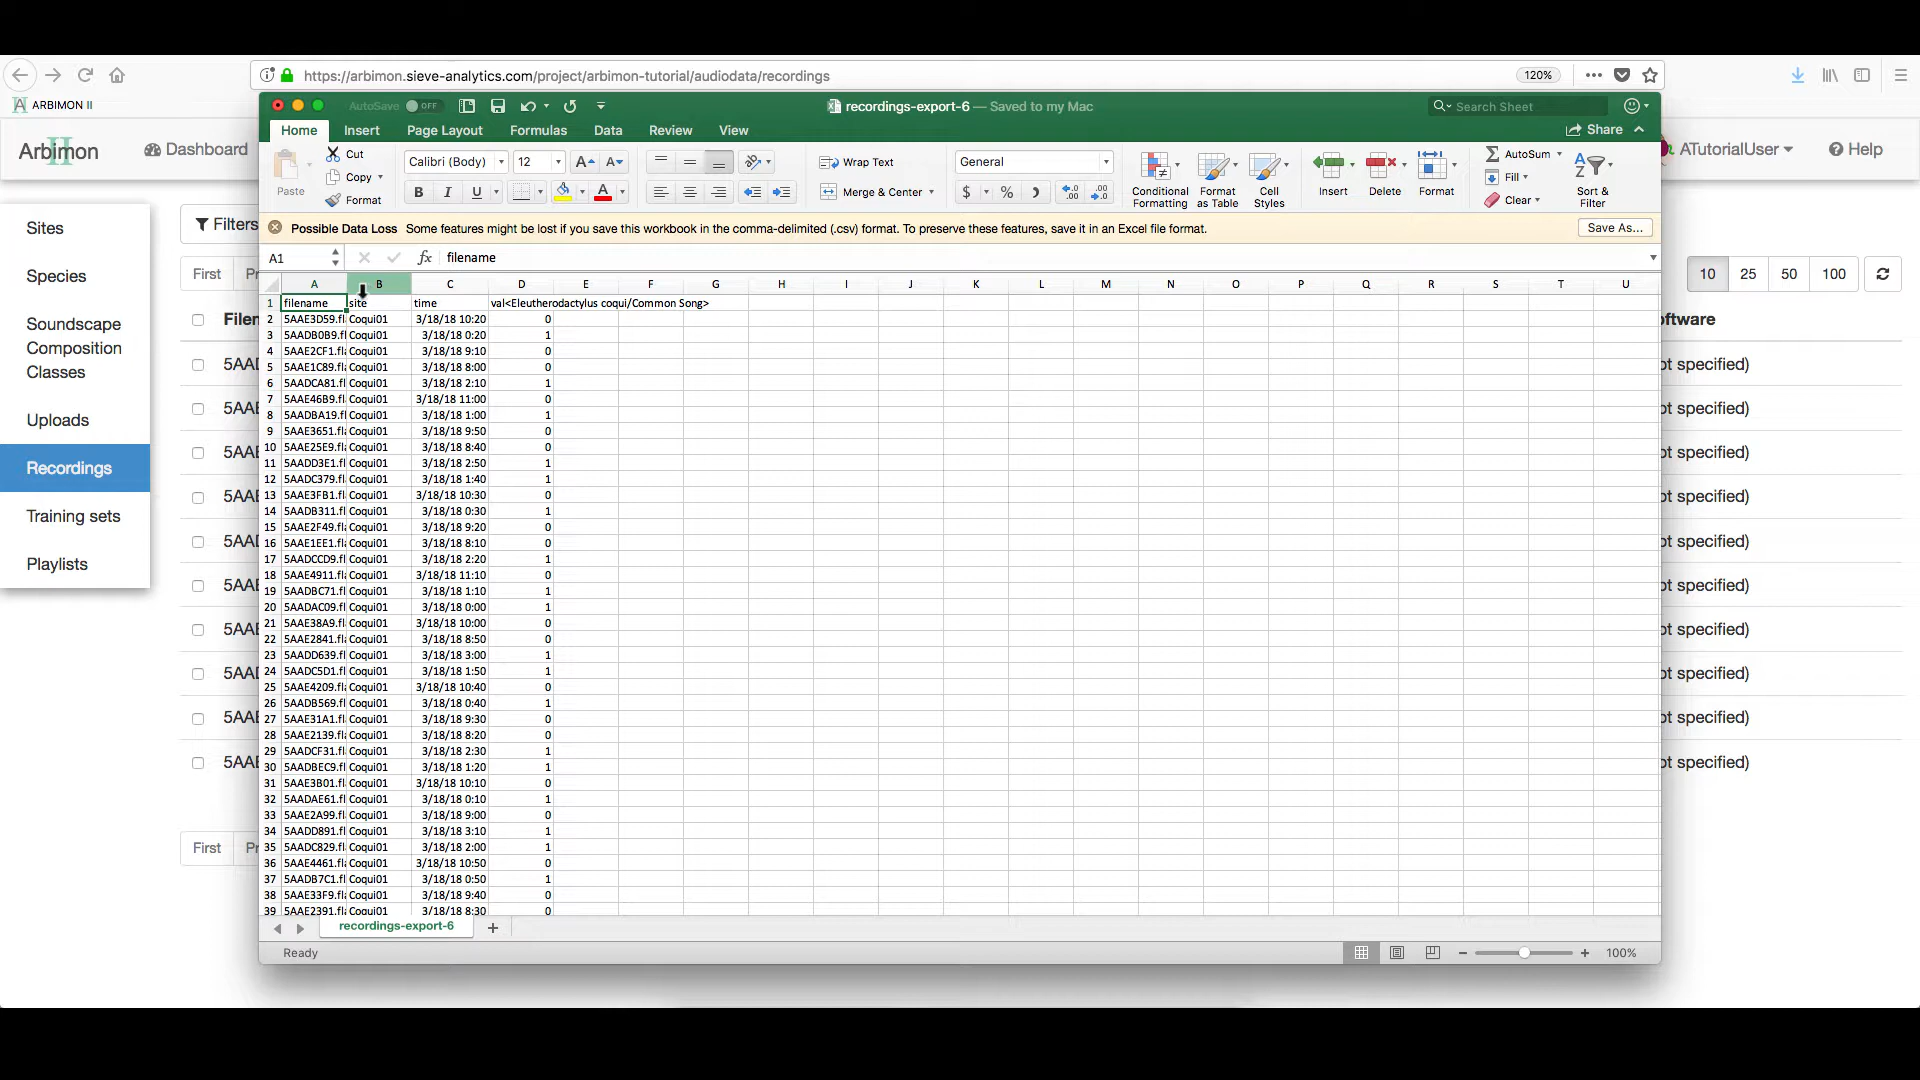 https://arbimon.sieve-analytics.com/project/arbimon-tutorial/audiodata/recordings
120%
ARBIMON II
AutoSave OFF
recordings-export-6 — Saved to my Mac
Search Sheet
Home Insert Page Layout Formulas Data Review View
Share
Arbimon II
Dashboard
ATutorialUser
Help
Paste
Cut
Copy
Format
Calibri (Body) 12
B I U
Wrap Text
Merge & Center
General
$ %
Conditional Formatting
Format as Table
Cell Styles
Insert Delete Format
AutoSum
Fill
Clear
Sort & Filter
Possible Data Loss Some features might be lost if you save this workbook in the comma-delimited (.csv) format. To preserve these features, save it in an Excel file format.
Save As...
A1 fx filename
Sites
Species
Soundscape
Composition
Classes
Uploads
Recordings
Training sets
Playlists
Filters
First
10 25 50 100
A B C D E F G H I J K L M N O P Q R S T U
1 filename site time val<Eleutherodactylus coqui/Common Song>
2 5AAE3D59.fl Coqui01 3/18/18 10:20 0
3 5AADB0B9.fl Coqui01 3/18/18 0:20 1
4 5AAE2CF1.fl Coqui01 3/18/18 9:10 0
5 5AAE1C89.fl Coqui01 3/18/18 8:00 0
6 5AADCA81.fl Coqui01 3/18/18 2:10 1
7 5AAE46B9.fl Coqui01 3/18/18 11:00 0
8 5AADBA19.fl Coqui01 3/18/18 1:00 1
9 5AAE3651.fl Coqui01 3/18/18 9:50 0
10 5AAE25E9.fl Coqui01 3/18/18 8:40 0
11 5AADD3E1.fl Coqui01 3/18/18 2:50 1
12 5AADC379.fl Coqui01 3/18/18 1:40 1
13 5AAE3FB1.fl Coqui01 3/18/18 10:30 0
14 5AADB311.fl Coqui01 3/18/18 0:30 1
15 5AAE2F49.fl Coqui01 3/18/18 9:20 0
16 5AAE1EE1.fl Coqui01 3/18/18 8:10 0
17 5AADCCD9.fl Coqui01 3/18/18 2:20 1
18 5AAE4911.fl Coqui01 3/18/18 11:10 0
19 5AADBC71.fl Coqui01 3/18/18 1:10 1
20 5AADAC09.fl Coqui01 3/18/18 0:00 1
21 5AAE38A9.fl Coqui01 3/18/18 10:00 0
22 5AAE2841.fl Coqui01 3/18/18 8:50 0
23 5AADD639.fl Coqui01 3/18/18 3:00 1
24 5AADC5D1.fl Coqui01 3/18/18 1:50 1
25 5AAE4209.fl Coqui01 3/18/18 10:40 0
26 5AADB569.fl Coqui01 3/18/18 0:40 1
27 5AAE31A1.fl Coqui01 3/18/18 9:30 0
28 5AAE2139.fl Coqui01 3/18/18 8:20 0
29 5AADCF31.fl Coqui01 3/18/18 2:30 1
30 5AADBEC9.fl Coqui01 3/18/18 1:20 1
31 5AAE3B01.fl Coqui01 3/18/18 10:10 0
32 5AADAE61.fl Coqui01 3/18/18 0:10 1
33 5AAE2A99.fl Coqui01 3/18/18 9:00 0
34 5AADD891.fl Coqui01 3/18/18 3:10 1
35 5AADC829.fl Coqui01 3/18/18 2:00 1
36 5AAE4461.fl Coqui01 3/18/18 10:50 0
37 5AADB7C1.fl Coqui01 3/18/18 0:50 1
38 5AAE33F9.fl Coqui01 3/18/18 9:40 0
39 5AAE2391.fl Coqui01 3/18/18 8:30 0
ot specified)
ot specified)
ot specified)
ot specified)
ot specified)
ot specified)
ot specified)
ot specified)
ot specified)
ot specified)
First
recordings-export-6
Ready
100%